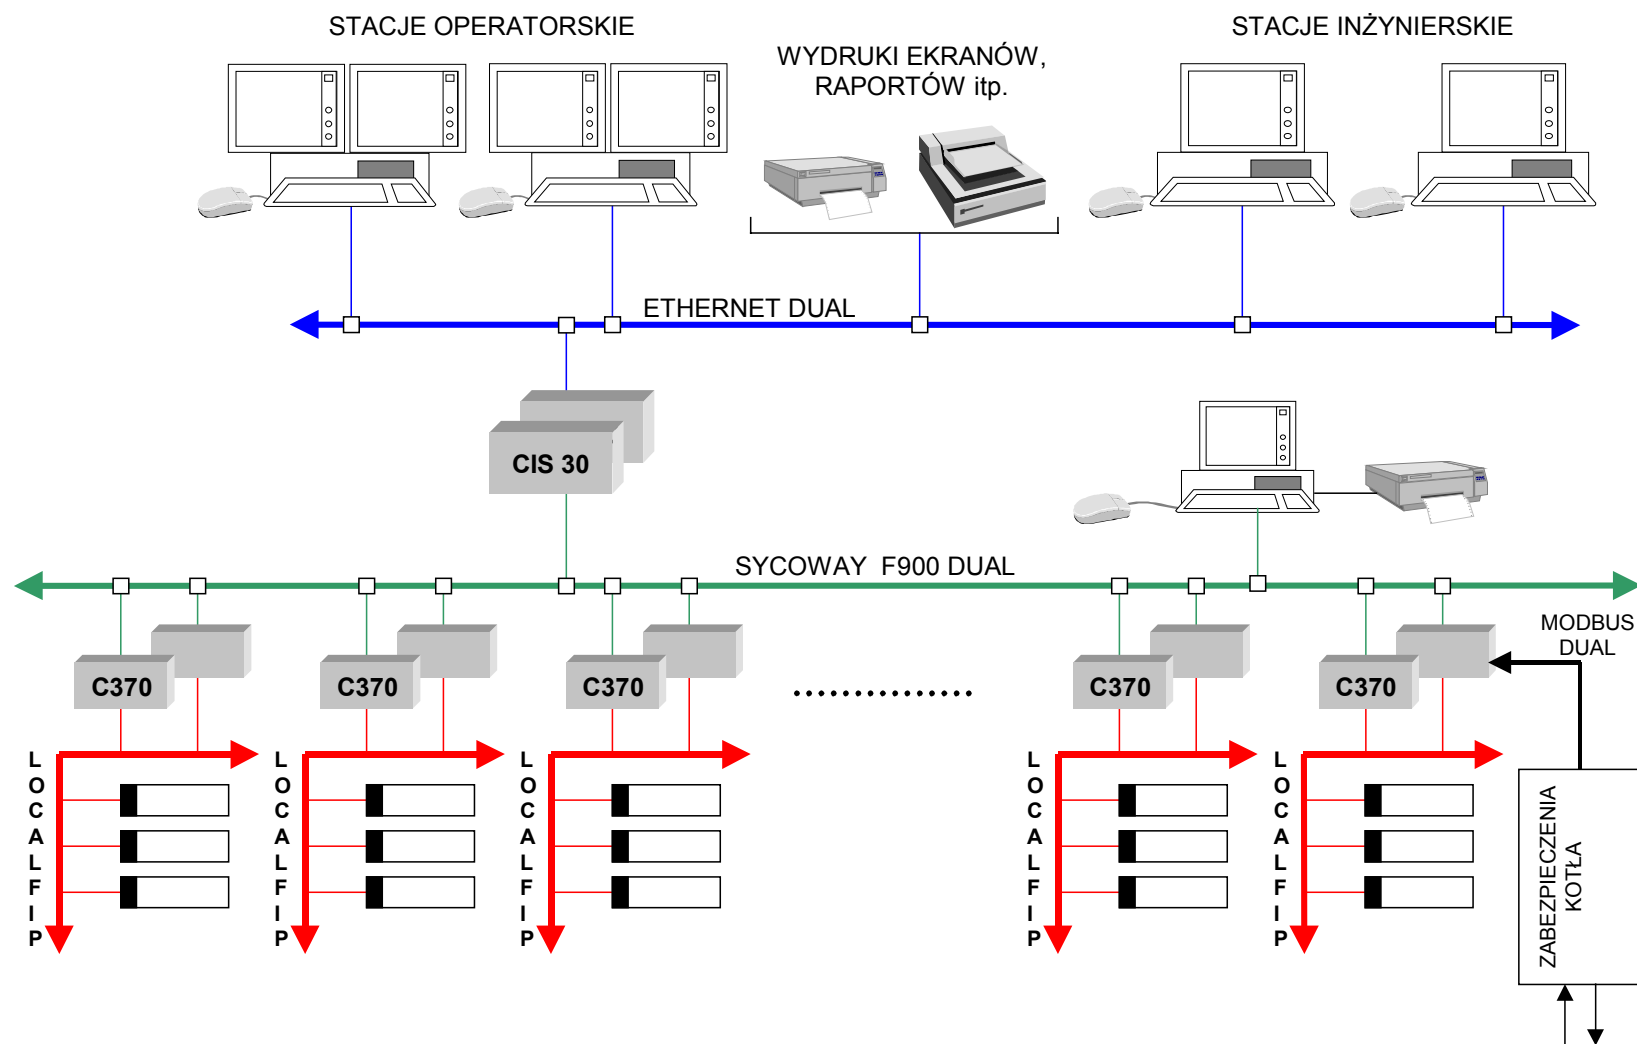 STACJE OPERATORSKIE
WYDRUKI EKRANÓW,
RAPORTÓW itp.
STACJE INŻYNIERSKIE
ETHERNET DUAL
CIS 30
SYCOWAY F900 DUAL
MODBUS
DUAL
C370
C370
C370
..............
C370
C370
LOCALFIP
LOCALFIP
LOCALFIP
LOCALFIP
LOCALFIP
ZABEZPIECZENIA
KOTŁA